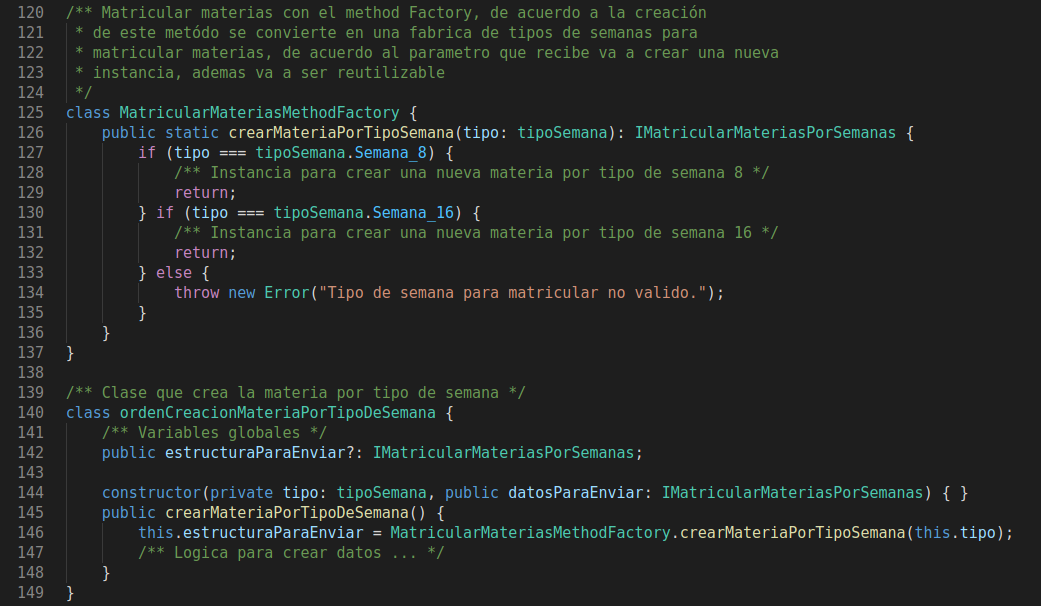 120 /** Matricular materias con el method Factory, de acuerdo a la creación
121 * de este metódo se convierte en una fabrica de tipos de semanas para
122 * matricular materias, de acuerdo al parametro que recibe va a crear una nueva
123 * instancia, ademas va a ser reutilizable
124 */
125 class MatricularMateriasMethodFactory {
126 public static crearMateriaPorTipoSemana(tipo: tipoSemana): IMatricularMateriasPorSemanas {
127 if (tipo === tipoSemana.Semana_8) {
128 /** Instancia para crear una nueva materia por tipo de semana 8 */
129 return;
130 } if (tipo === tipoSemana.Semana_16) {
131 /** Instancia para crear una nueva materia por tipo de semana 16 */
132 return;
133 } else {
134 throw new Error("Tipo de semana para matricular no valido.");
135 }
136 }
137 }
138
139 /** Clase que crea la materia por tipo de semana */
140 class ordenCreacionMateriaPorTipoDeSemana {
141 /** Variables globales */
142 public estructuraParaEnviar?: IMatricularMateriasPorSemanas;
143
144 constructor(private tipo: tipoSemana, public datosParaEnviar: IMatricularMateriasPorSemanas) { }
145 public crearMateriaPorTipoDeSemana() {
146 this.estructuraParaEnviar = MatricularMateriasMethodFactory.crearMateriaPorTipoSemana(this.tipo);
147 /** Logica para crear datos ... */
148 }
149 }